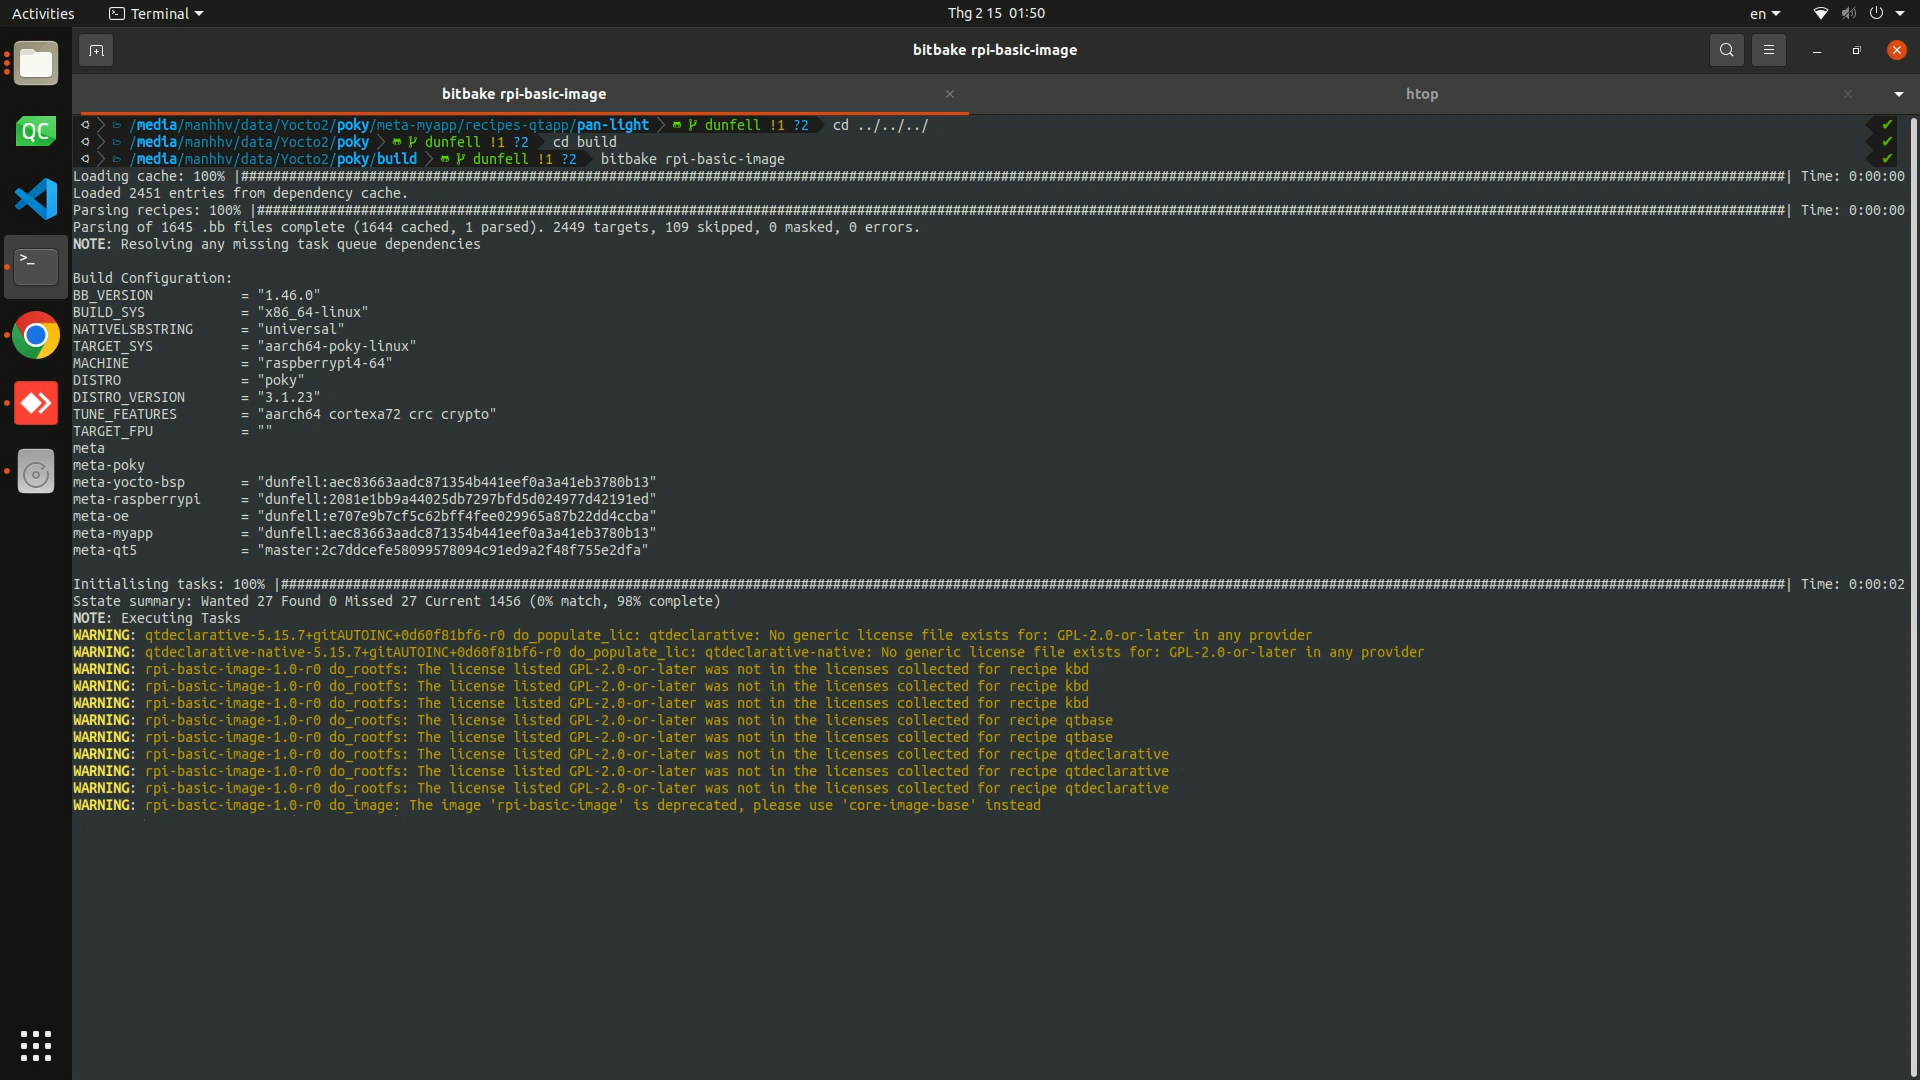 Activities Terminal Thg 2 15 01:50 en
bitbake rpi-basic-image
bitbake rpi-basic-image htop
/media/manhhv/data/Yocto2/poky/meta-myapp/recipes-qtapp/pan-light dunfell !1 ?2 cd ../../../
/media/manhhv/data/Yocto2/poky dunfell !1 ?2 cd build
/media/manhhv/data/Yocto2/poky/build dunfell !1 ?2 bitbake rpi-basic-image
Loading cache: 100% |################################################################| Time: 0:00:00
Loaded 2451 entries from dependency cache.
Parsing recipes: 100% |################################################################| Time: 0:00:00
Parsing of 1645 .bb files complete (1644 cached, 1 parsed). 2449 targets, 109 skipped, 0 masked, 0 errors.
NOTE: Resolving any missing task queue dependencies
Build Configuration:
BB_VERSION = "1.46.0"
BUILD_SYS = "x86_64-linux"
NATIVELSBSTRING = "universal"
TARGET_SYS = "aarch64-poky-linux"
MACHINE = "raspberrypi4-64"
DISTRO = "poky"
DISTRO_VERSION = "3.1.23"
TUNE_FEATURES = "aarch64 cortexa72 crc crypto"
TARGET_FPU = ""
meta
meta-poky
meta-yocto-bsp = "dunfell:aec83663aadc871354b441eef0a3a41eb3780b13"
meta-raspberrypi = "dunfell:2081e1bb9a44025db7297bfd5d024977d42191ed"
meta-oe = "dunfell:e707e9b7cf5c62bff4fee029965a87b22dd4ccba"
meta-myapp = "dunfell:aec83663aadc871354b441eef0a3a41eb3780b13"
meta-qt5 = "master:2c7ddcefe58099578094c91ed9a2f48f755e2dfa"
Initialising tasks: 100% |################################################################| Time: 0:00:02
Sstate summary: Wanted 27 Found 0 Missed 27 Current 1456 (0% match, 98% complete)
NOTE: Executing Tasks
WARNING: qtdeclarative-5.15.7+gitAUTOINC+0d60f81bf6-r0 do_populate_lic: qtdeclarative: No generic license file exists for: GPL-2.0-or-later in any provider
WARNING: qtdeclarative-native-5.15.7+gitAUTOINC+0d60f81bf6-r0 do_populate_lic: qtdeclarative-native: No generic license file exists for: GPL-2.0-or-later in any provider
WARNING: rpi-basic-image-1.0-r0 do_rootfs: The license listed GPL-2.0-or-later was not in the licenses collected for recipe kbd
WARNING: rpi-basic-image-1.0-r0 do_rootfs: The license listed GPL-2.0-or-later was not in the licenses collected for recipe kbd
WARNING: rpi-basic-image-1.0-r0 do_rootfs: The license listed GPL-2.0-or-later was not in the licenses collected for recipe kbd
WARNING: rpi-basic-image-1.0-r0 do_rootfs: The license listed GPL-2.0-or-later was not in the licenses collected for recipe qtbase
WARNING: rpi-basic-image-1.0-r0 do_rootfs: The license listed GPL-2.0-or-later was not in the licenses collected for recipe qtbase
WARNING: rpi-basic-image-1.0-r0 do_rootfs: The license listed GPL-2.0-or-later was not in the licenses collected for recipe qtdeclarative
WARNING: rpi-basic-image-1.0-r0 do_rootfs: The license listed GPL-2.0-or-later was not in the licenses collected for recipe qtdeclarative
WARNING: rpi-basic-image-1.0-r0 do_rootfs: The license listed GPL-2.0-or-later was not in the licenses collected for recipe qtdeclarative
WARNING: rpi-basic-image-1.0-r0 do_image: The image 'rpi-basic-image' is deprecated, please use 'core-image-base' instead
QC